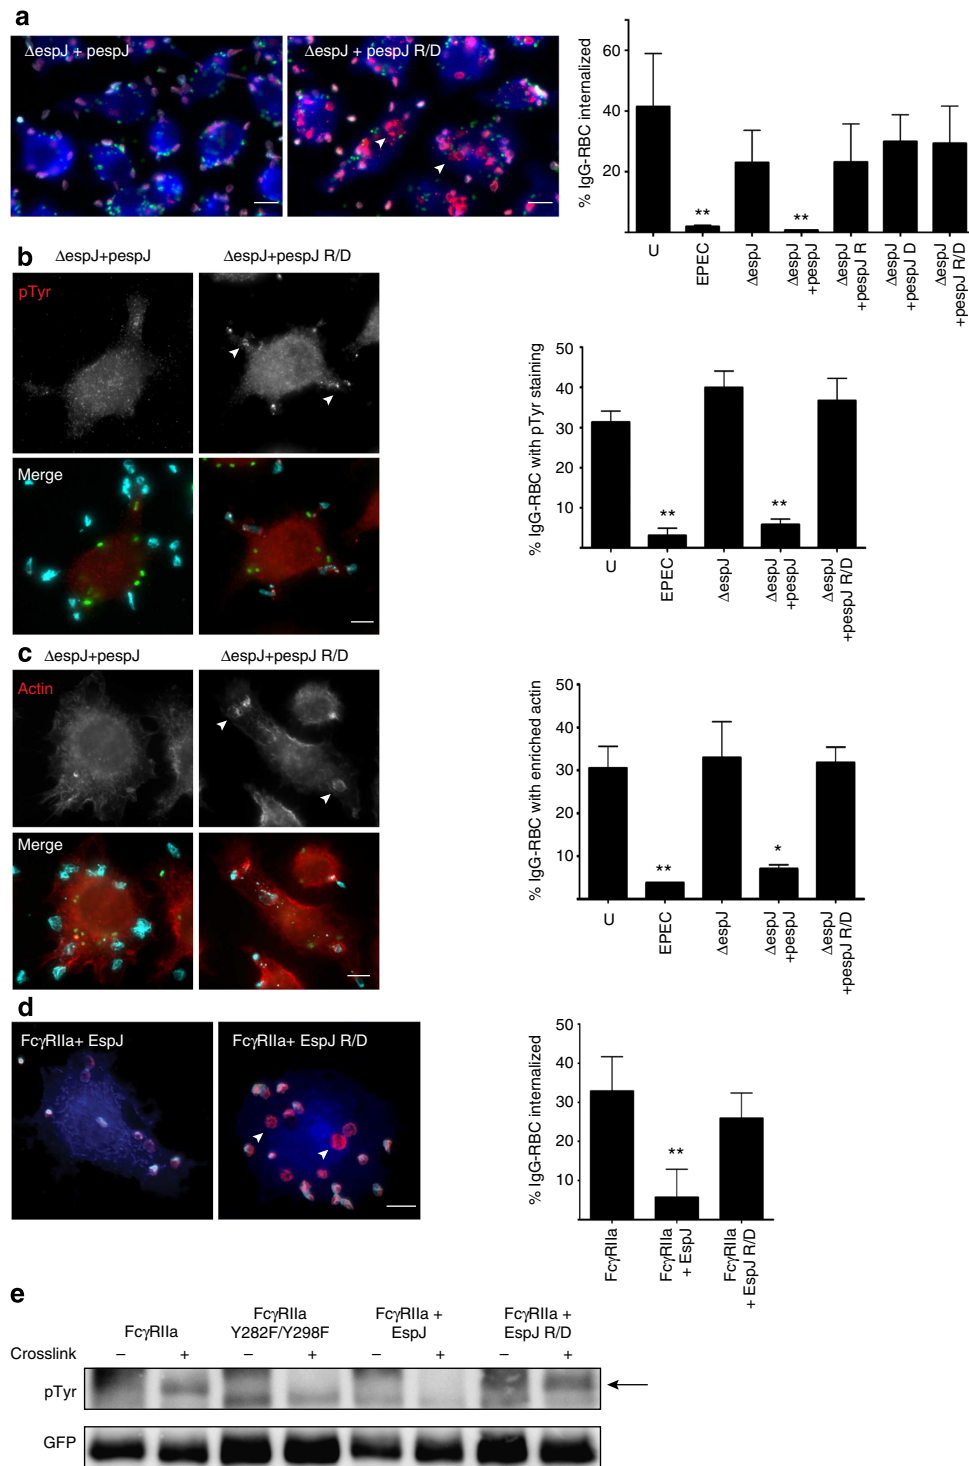 a
ΔespJ + pespJ
ΔespJ + pespJ R/D
% IgG-RBC internalized
60
40
20
U
EPEC
ΔespJ
ΔespJ
+pespJ
ΔespJ
+pespJ R
ΔespJ
+pespJ D
ΔespJ
+pespJ R/D
**
**
b
ΔespJ+pespJ
ΔespJ+pespJ R/D
pTyr
Merge
% IgG-RBC with pTyr staining
50
40
30
20
10
**
**
U
EPEC
ΔespJ
ΔespJ
+pespJ
ΔespJ
+pespJ R/D
c
ΔespJ+pespJ
ΔespJ+pespJ R/D
Actin
Merge
% IgG-RBC with enriched actin
50
40
30
20
10
**
*
U
EPEC
ΔespJ
ΔespJ
+pespJ
ΔespJ
+pespJ R/D
d
FcγRIIa+ EspJ
FcγRIIa+ EspJ R/D
% IgG-RBC internalized
50
40
30
20
10
**
FcγRIIa
FcγRIIa
+ EspJ
FcγRIIa
+ EspJ R/D
e
FcγRIIa
FcγRIIa
Y282F/Y298F
FcγRIIa +
EspJ
FcγRIIa +
EspJ R/D
Crosslink − + − + − + − +
pTyr
GFP